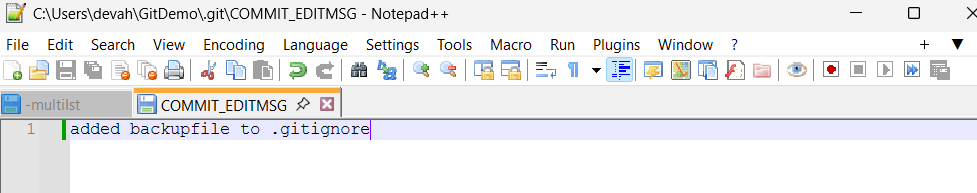 C:\Users\devah\GitDemo\.git\COMMIT_EDITMSG - Notepad++
File Edit Search View Encoding Language Settings Tools Macro Run Plugins Window ? +
-multilst COMMIT_EDITMSG
1 added backupfile to .gitignore